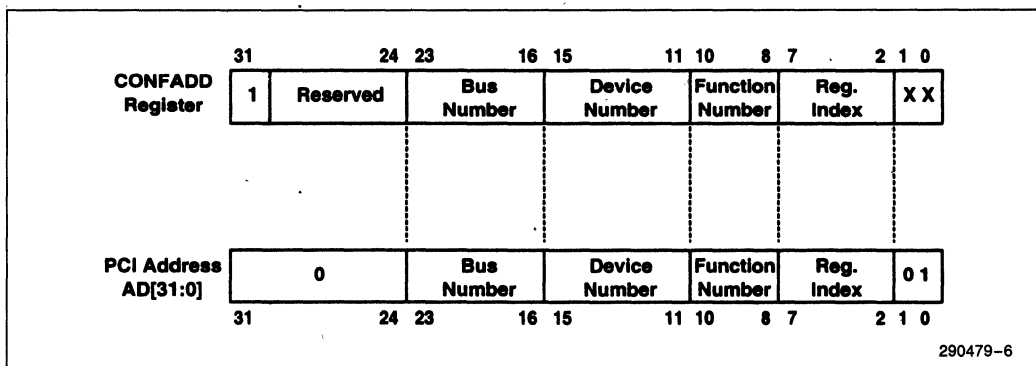 31 24 23 16 15 11 10 8 7 2 1 0
CONFADD
Register
1 Reserved Bus
Number Device
Number Function
Number Reg.
Index X X
PCI Address
AD[31:0]
0 Bus
Number Device
Number Function
Number Reg.
Index 0 1
31 24 23 16 15 11 10 8 7 2 1 0
290479-6